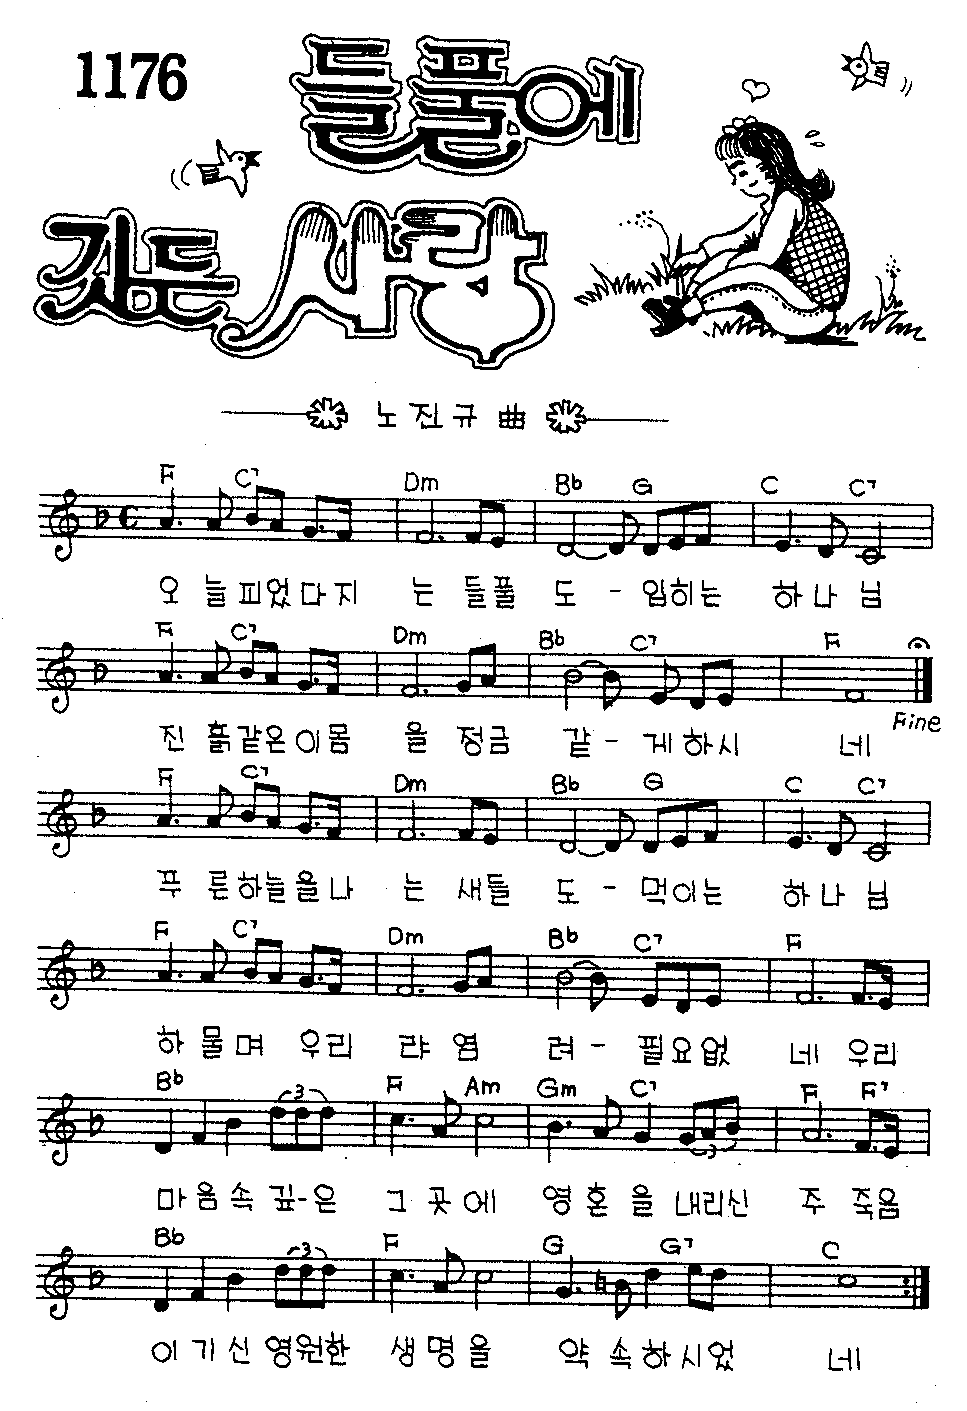 1176
들풀에
깃든 사랑
노진규 曲
F C7 Dm Bb G C C7
오 늘피었다지 는 들풀 도 - 입히는 하나 님
F C7 Dm Bb C7 F
Fine
진 흙같은이몸 을 정금 같 - 게하시 네
F C7 Dm Bb G C C7
푸 른하늘을나 는 새들 도 - 먹이는 하나 님
F C7 Dm Bb C7 F
하 물며 우리 랴 염 려 - 필요없 네 우리
Bb 3 F Am Gm C7 3 F F7
마음속 깊-은 그 곳에 영혼을 내리신 주 죽음
Bb 3 F G G7 C
이기신 영원한 생명을 약 속하시었 네